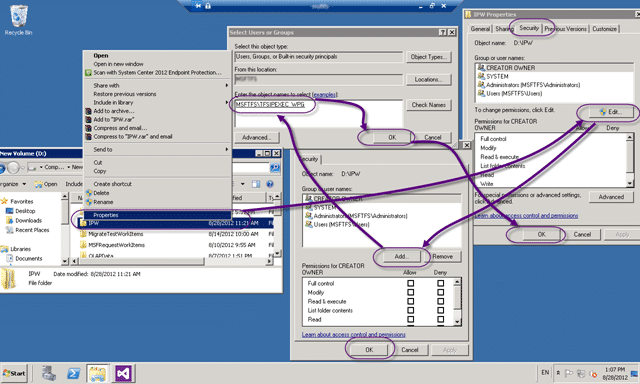 Recycle Bin
Open
Open in new window
Scan with System Center 2012 Endpoint Protection...
Share with
Restore previous versions
Include in library
Add to archive...
Add to "IPW.rar"
Compress and email...
Compress to "IPW.rar" and email
Send to
Cut
Copy
Create shortcut
Delete
Rename
Properties
New Volume (D:)
Comp...
New
Organize
Favorites
Desktop
Downloads
Recent Places
Libraries
Documents
IPW 8/28/2012 11:21 AM
MigrateTestWorkItems 8/14/2012 10:00 AM
MSFRequestWorkItems 8/10/2012 9:55 AM
OLAPData
IPW Date modified: 8/28/2012 11:21 AM
File folder
Select Users or Groups
Select this object type:
Users, Groups, or Built-in security principals
Object Types...
From this location:
Locations...
Enter the object names to select (examples):
MSFTFS\TFSIPEXEC_WPG
Check Names
Advanced...
OK
Cancel
Security
Object name: D:\IPW
Group or user names:
CREATOR OWNER
SYSTEM
Administrators (MSFTFS\Administrators)
Users (MSFTFS\Users)
Add...
Remove
Permissions for CREATOR
OWNER
Allow
Deny
Full control
Modify
Read & execute
List folder contents
Read
Learn about access control and permissions
OK
Cancel
Apply
IPW Properties
General
Sharing
Security
Previous Versions
Customize
Object name: D:\IPW
Group or user names:
CREATOR OWNER
SYSTEM
Administrators (MSFTFS\Administrators)
Users (MSFTFS\Users)
To change permissions, click Edit.
Edit...
Permissions for CREATOR
OWNER
Allow
Deny
Full control
Modify
Read & execute
List folder contents
Read
Write
For special permissions or advanced settings,
click Advanced.
Advanced
Learn about access control and permissions
OK
Cancel
Apply
Start
EN
1:07 PM
8/28/2012